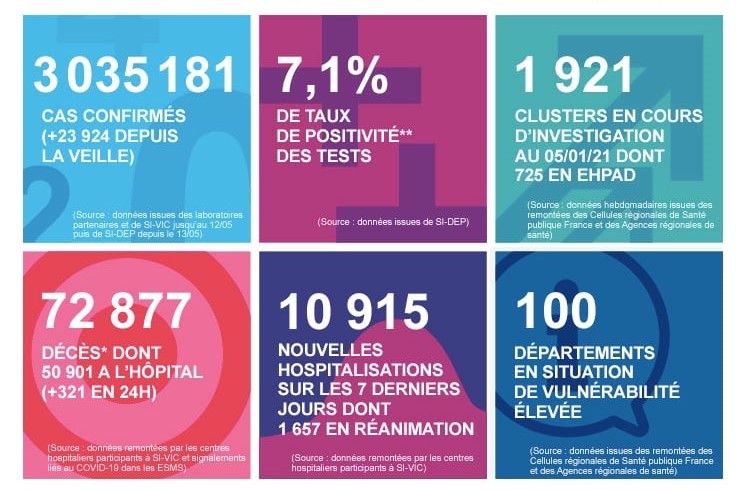 3 035 181
CAS CONFIRMÉS
(+23 924 DEPUIS
LA VEILLE)
(Source : données issues des laboratoires
partenaires et de SI-VIC jusqu'au 12/05
puis de SI-DEP depuis le 13/05)
7,1%
DE TAUX
DE POSITIVITÉ**
DES TESTS
(Source : données issues de SI-DEP)
1 921
CLUSTERS EN COURS
D'INVESTIGATION
AU 05/01/21 DONT
725 EN EHPAD
(Source : données hebdomadaires issues des
remontées des Cellules régionales de Santé
publique France et des Agences régionales de
santé)
72 877
DÉCÈS* DONT
50 901 A L'HÔPITAL
(+321 EN 24H)
(Source : données remontées par les centres
hospitaliers participants à SI-VIC et signalements
liés au COVID-19 dans les ESMS)
10 915
NOUVELLES
HOSPITALISATIONS
SUR LES 7 DERNIERS
JOURS DONT
1 657 EN RÉANIMATION
(Source : données remontées par les centres
hospitaliers participants à SI-VIC)
100
DÉPARTEMENTS
EN SITUATION
DE VULNÉRABILITÉ
ÉLEVÉE
(Source : données issues des remontées des
Cellules régionales de Santé publique France
et des Agences régionales de santé)